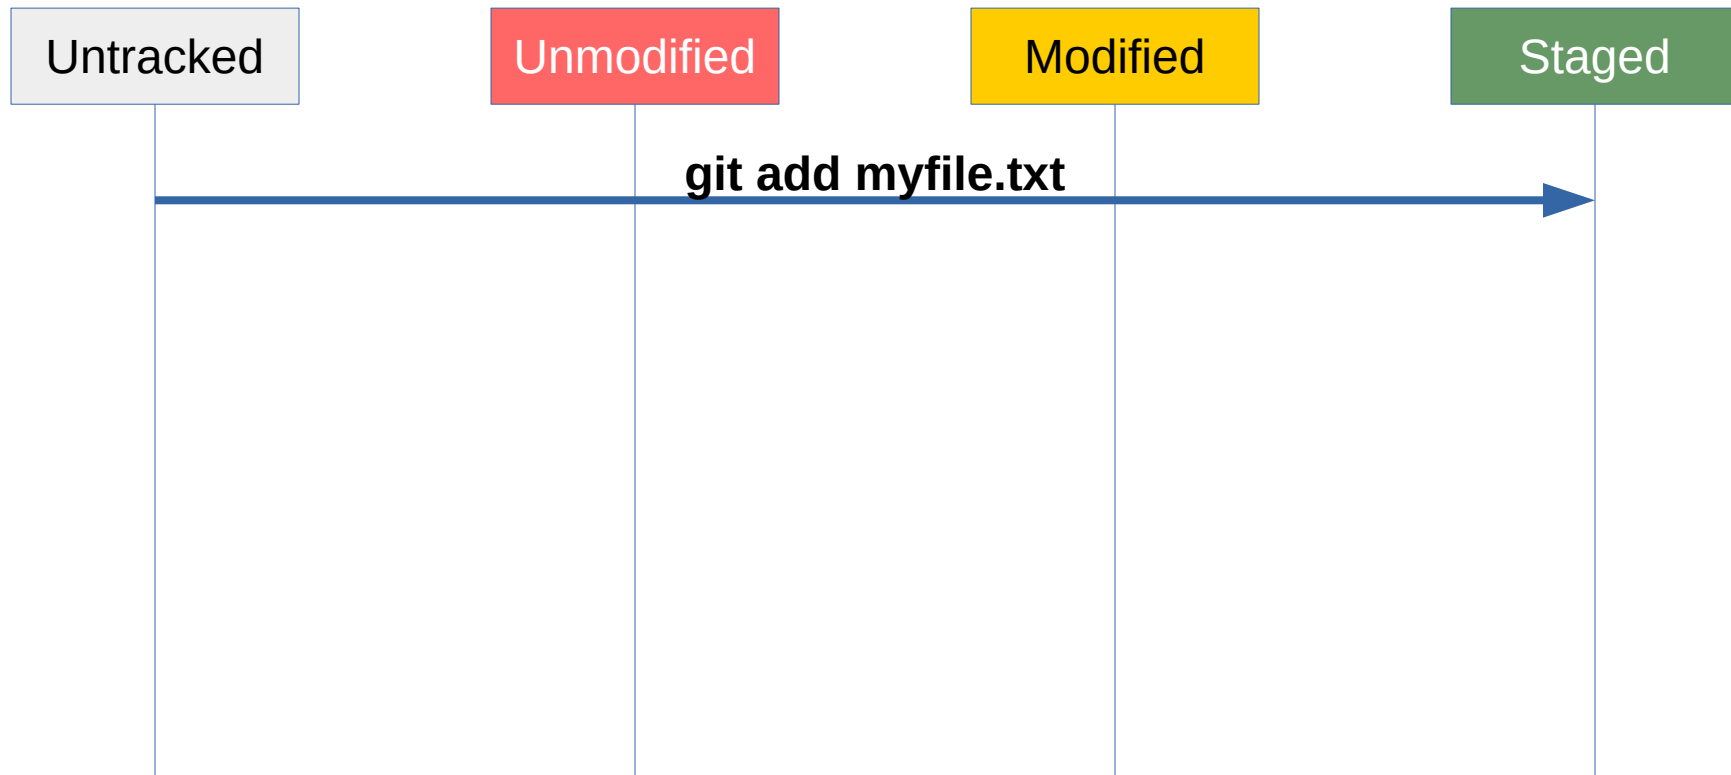 Untracked
Unmodified
Modified
Staged
git add myfile.txt